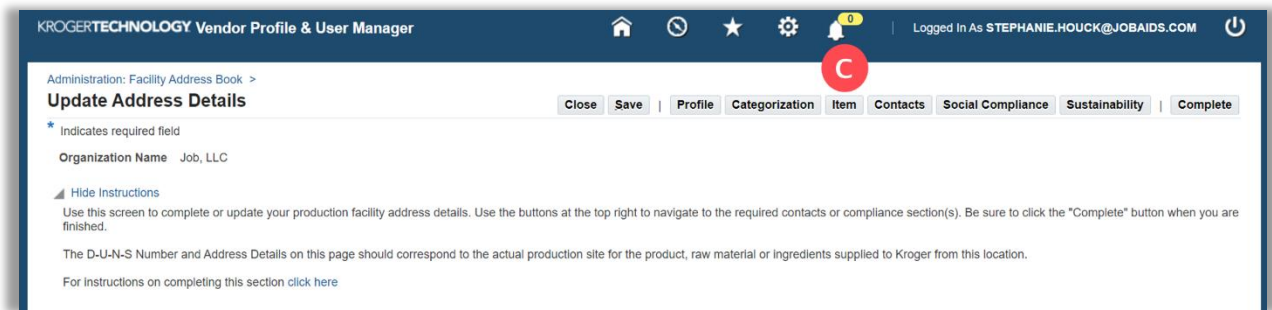 KROGERTECHNOLOGY. Vendor Profile & User Manager 0 | Logged In As STEPHANIE.HOUCK@JOBAIDS.COM
C
Administration: Facility Address Book >
Update Address Details Close Save | Profile Categorization Item Contacts Social Compliance Sustainability | Complete
* Indicates required field
Organization Name Job, LLC
Hide Instructions
Use this screen to complete or update your production facility address details. Use the buttons at the top right to navigate to the required contacts or compliance section(s). Be sure to click the "Complete" button when you are
finished.
The D-U-N-S Number and Address Details on this page should correspond to the actual production site for the product, raw material or ingredients supplied to Kroger from this location.
For instructions on completing this section click here